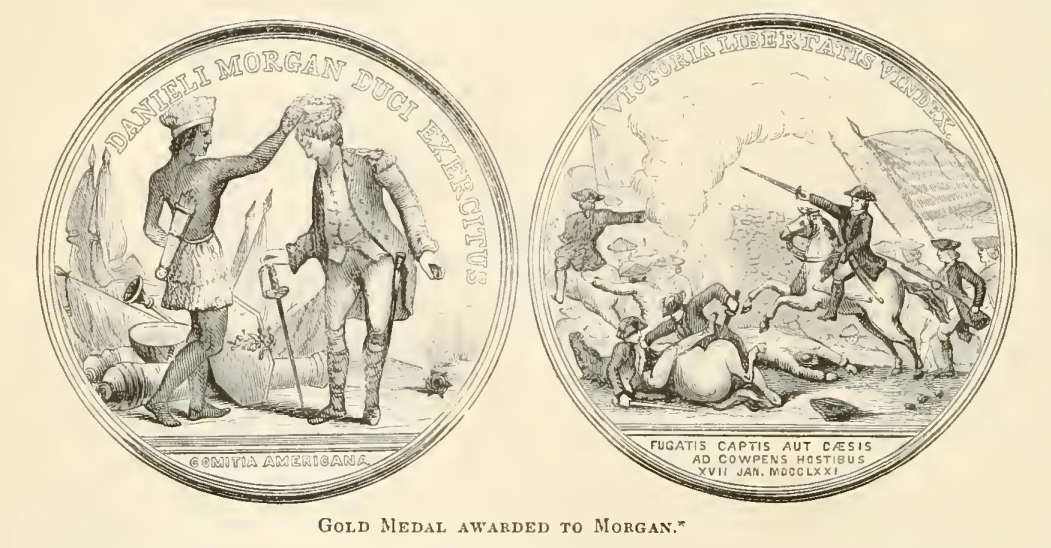 DANIELI MORGAN DUCI EXERCITUS
COMITIA AMERICANA
VICTORIA LIBERTATIS VINDEX.
FUGATIS CAPTIS AUT CÆSIS
AD COWPENS HOSTIBUS
XVII JAN. MDCCLXXI
GOLD MEDAL AWARDED TO MORGAN.*